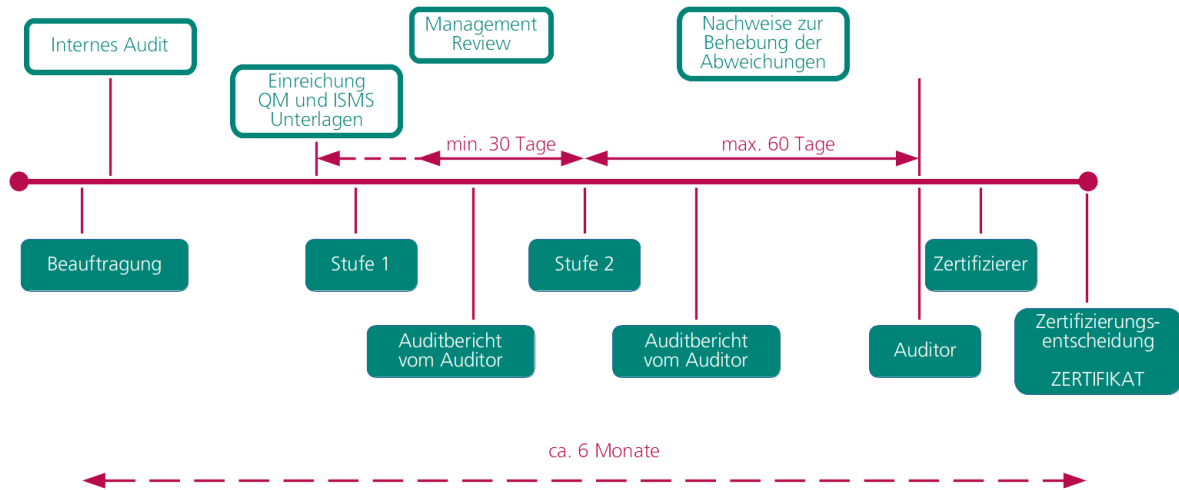 Internes Audit
Management
Review
Nachweise zur
Behebung der
Abweichungen
Einreichung
QM und ISMS
Unterlagen
min. 30 Tage
max. 60 Tage
Beauftragung
Stufe 1
Stufe 2
Zertifizierer
Auditbericht
vom Auditor
Auditbericht
vom Auditor
Auditor
Zertifizierungs-
entscheidung
ZERTIFIKAT
ca. 6 Monate